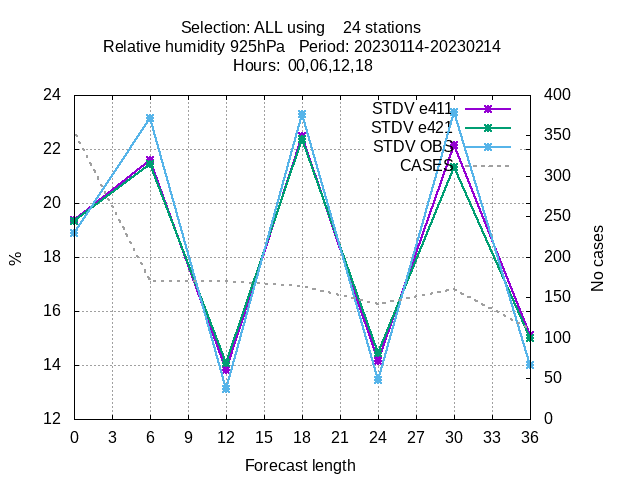 Selection: ALL using    24 stations
Relative humidity 925hPa   Period: 20230114-20230214
Hours:  00,06,12,18
24
22
20
18
16
14
12
%
400
350
300
250
200
150
100
50
0
No cases
STDV e411
STDV e421
STDV OBS
CASES
0 3 6 9 12 15 18 21 24 27 30 33 36
Forecast length